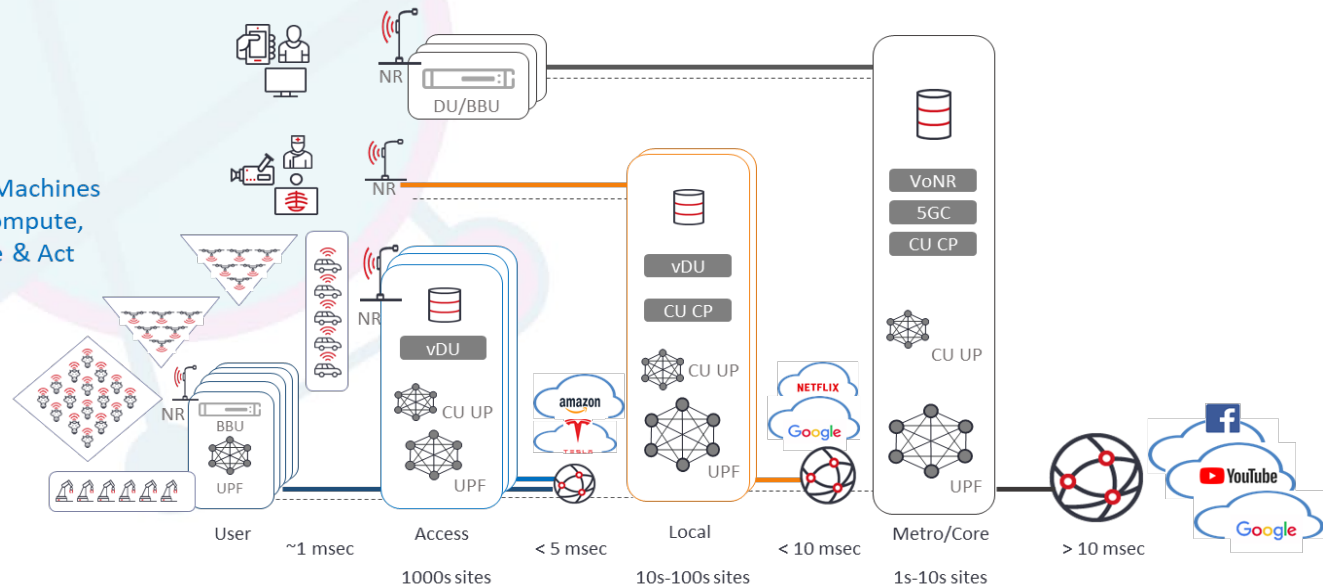 NR
DU/BBU
NR
Machines
ompute,
e & Act
VoNR
5GC
CU CP
vDU
CU CP
NR
vDU
CU UP
CU UP
NETFLIX
Google
amazon
TESLA
NR
BBU
UPF
CU UP
UPF
UPF
UPF
YouTube
Google
User
Access
Local
Metro/Core
~1 msec
< 5 msec
< 10 msec
> 10 msec
1000s sites
10s-100s sites
1s-10s sites